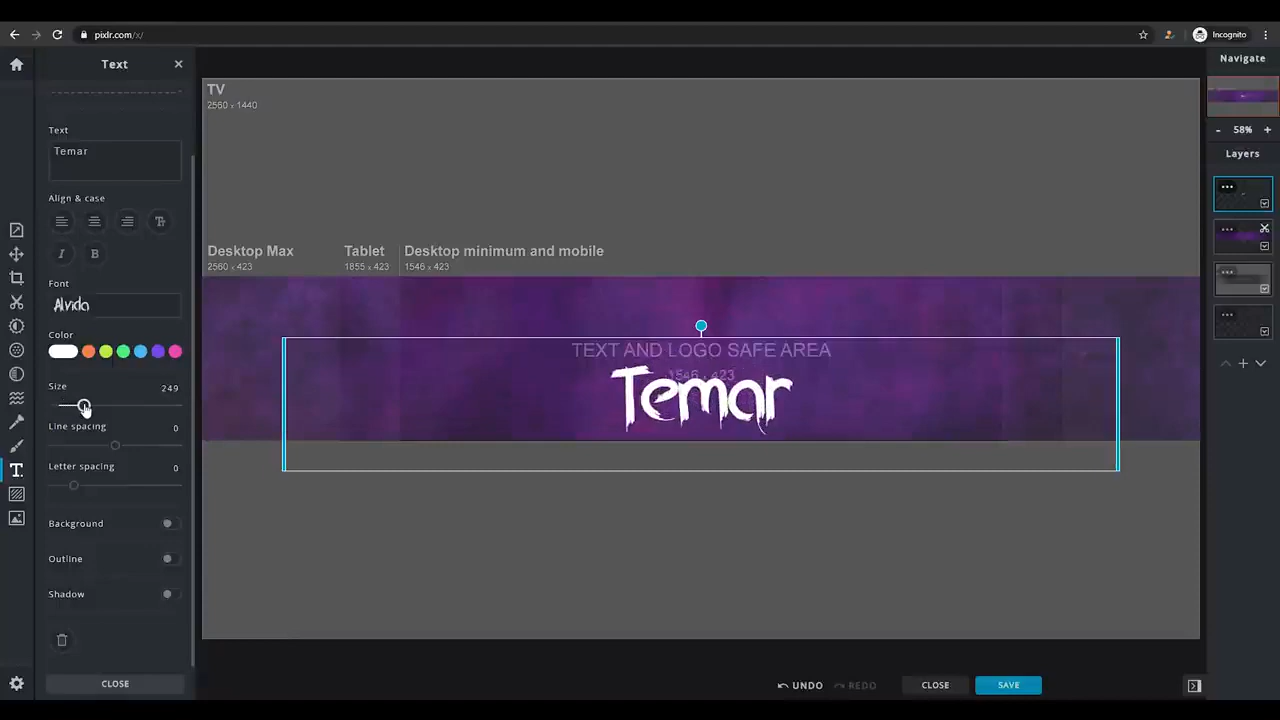 pixlr.com/x/
Incognito
Text
Navigate
TV
2560 x 1440
- 58% +
Text
Temar
Layers
Align & case
Tr
I B
Desktop Max
2560 x 423
Tablet
1855 x 423
Desktop minimum and mobile
1546 x 423
Font
Alvida
Color
TEXT AND LOGO SAFE AREA
1546 x 423
Temar
Size 249
Line spacing 0
Letter spacing 0
Background
Outline
Shadow
CLOSE
UNDO
REDO
CLOSE
SAVE